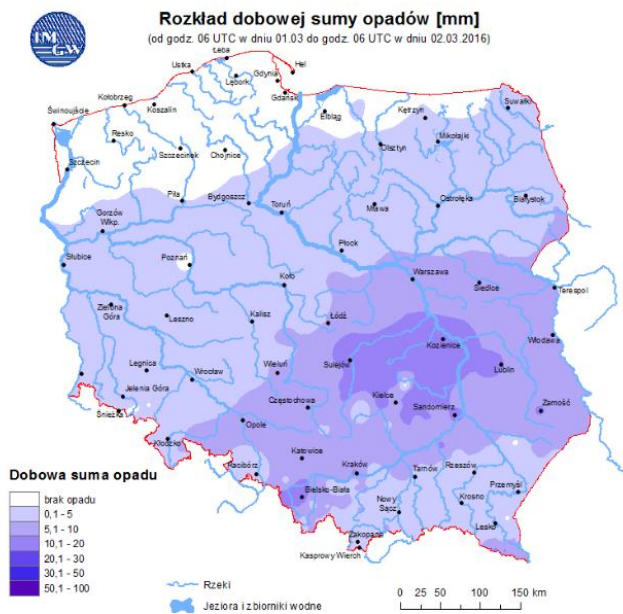 IM
GW
Rozkład dobowej sumy opadów [mm]
(od godz. 06 UTC w dniu 01.03 do godz. 06 UTC w dniu 02.03.2016)
Łeba
Hel
Ustka
Lębork
Gdynia
Gdańsk
Kołobrzeg
Koszalin
Świnoujście
Elbląg
Kętrzyn
Suwałki
Resko
Mikołajki
Olsztyn
Szczecinek
Chojnice
Szczecin
Piła
Bydgoszcz
Toruń
Mława
Ostrołęka
Białystok
Gorzów
Wlkp.
Płock
Słubice
Poznań
Koło
Warszawa
Siedlce
Terespol
Zielona
Góra
Leszno
Kalisz
Łódź
Kozienice
Włodawa
Legnica
Wrocław
Wieluń
Sulejów
Lublin
Jelenia Góra
Częstochowa
Kielce
Sandomierz
Zamość
Śnieżka
Opole
Kłodzko
Katowice
Racibórz
Kraków
Tarnów
Rzeszów
Bielsko-Biała
Przemyśl
Nowy
Sącz
Krosno
Lesko
Zakopane
Kasprowy Wierch
Dobowa suma opadu
brak opadu
0,1 - 5
5,1 - 10
10,1 - 20
20,1 - 30
30,1 - 50
50,1 - 100
Rzeki
Jeziora i zbiorniki wodne
0 25 50 100 150 km